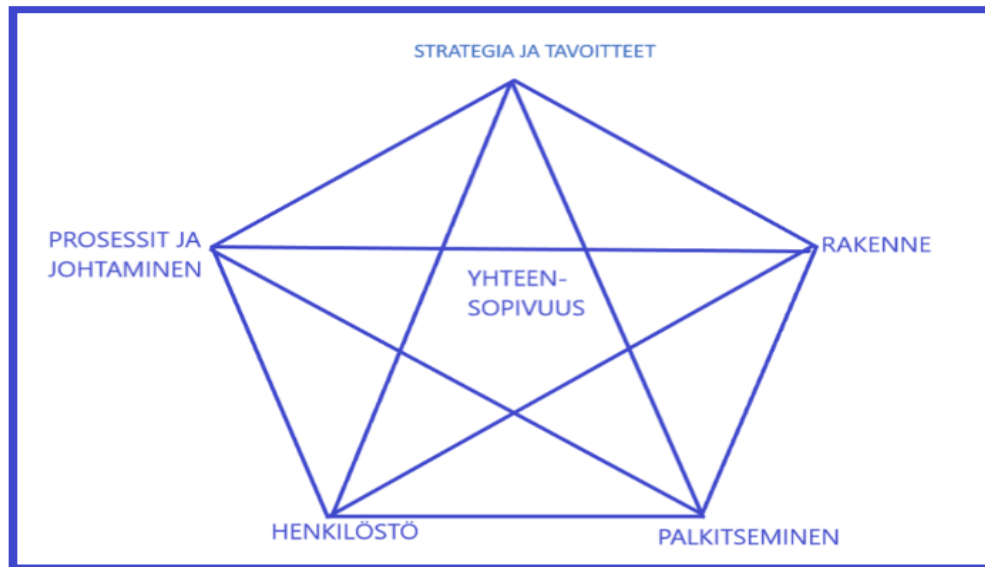 STRATEGIA JA TAVOITTEET
PROSESSIT JA
JOHTAMINEN
RAKENNE
YHTEEN-
SOPIVUUS
HENKILÖSTÖ
PALKITSEMINEN